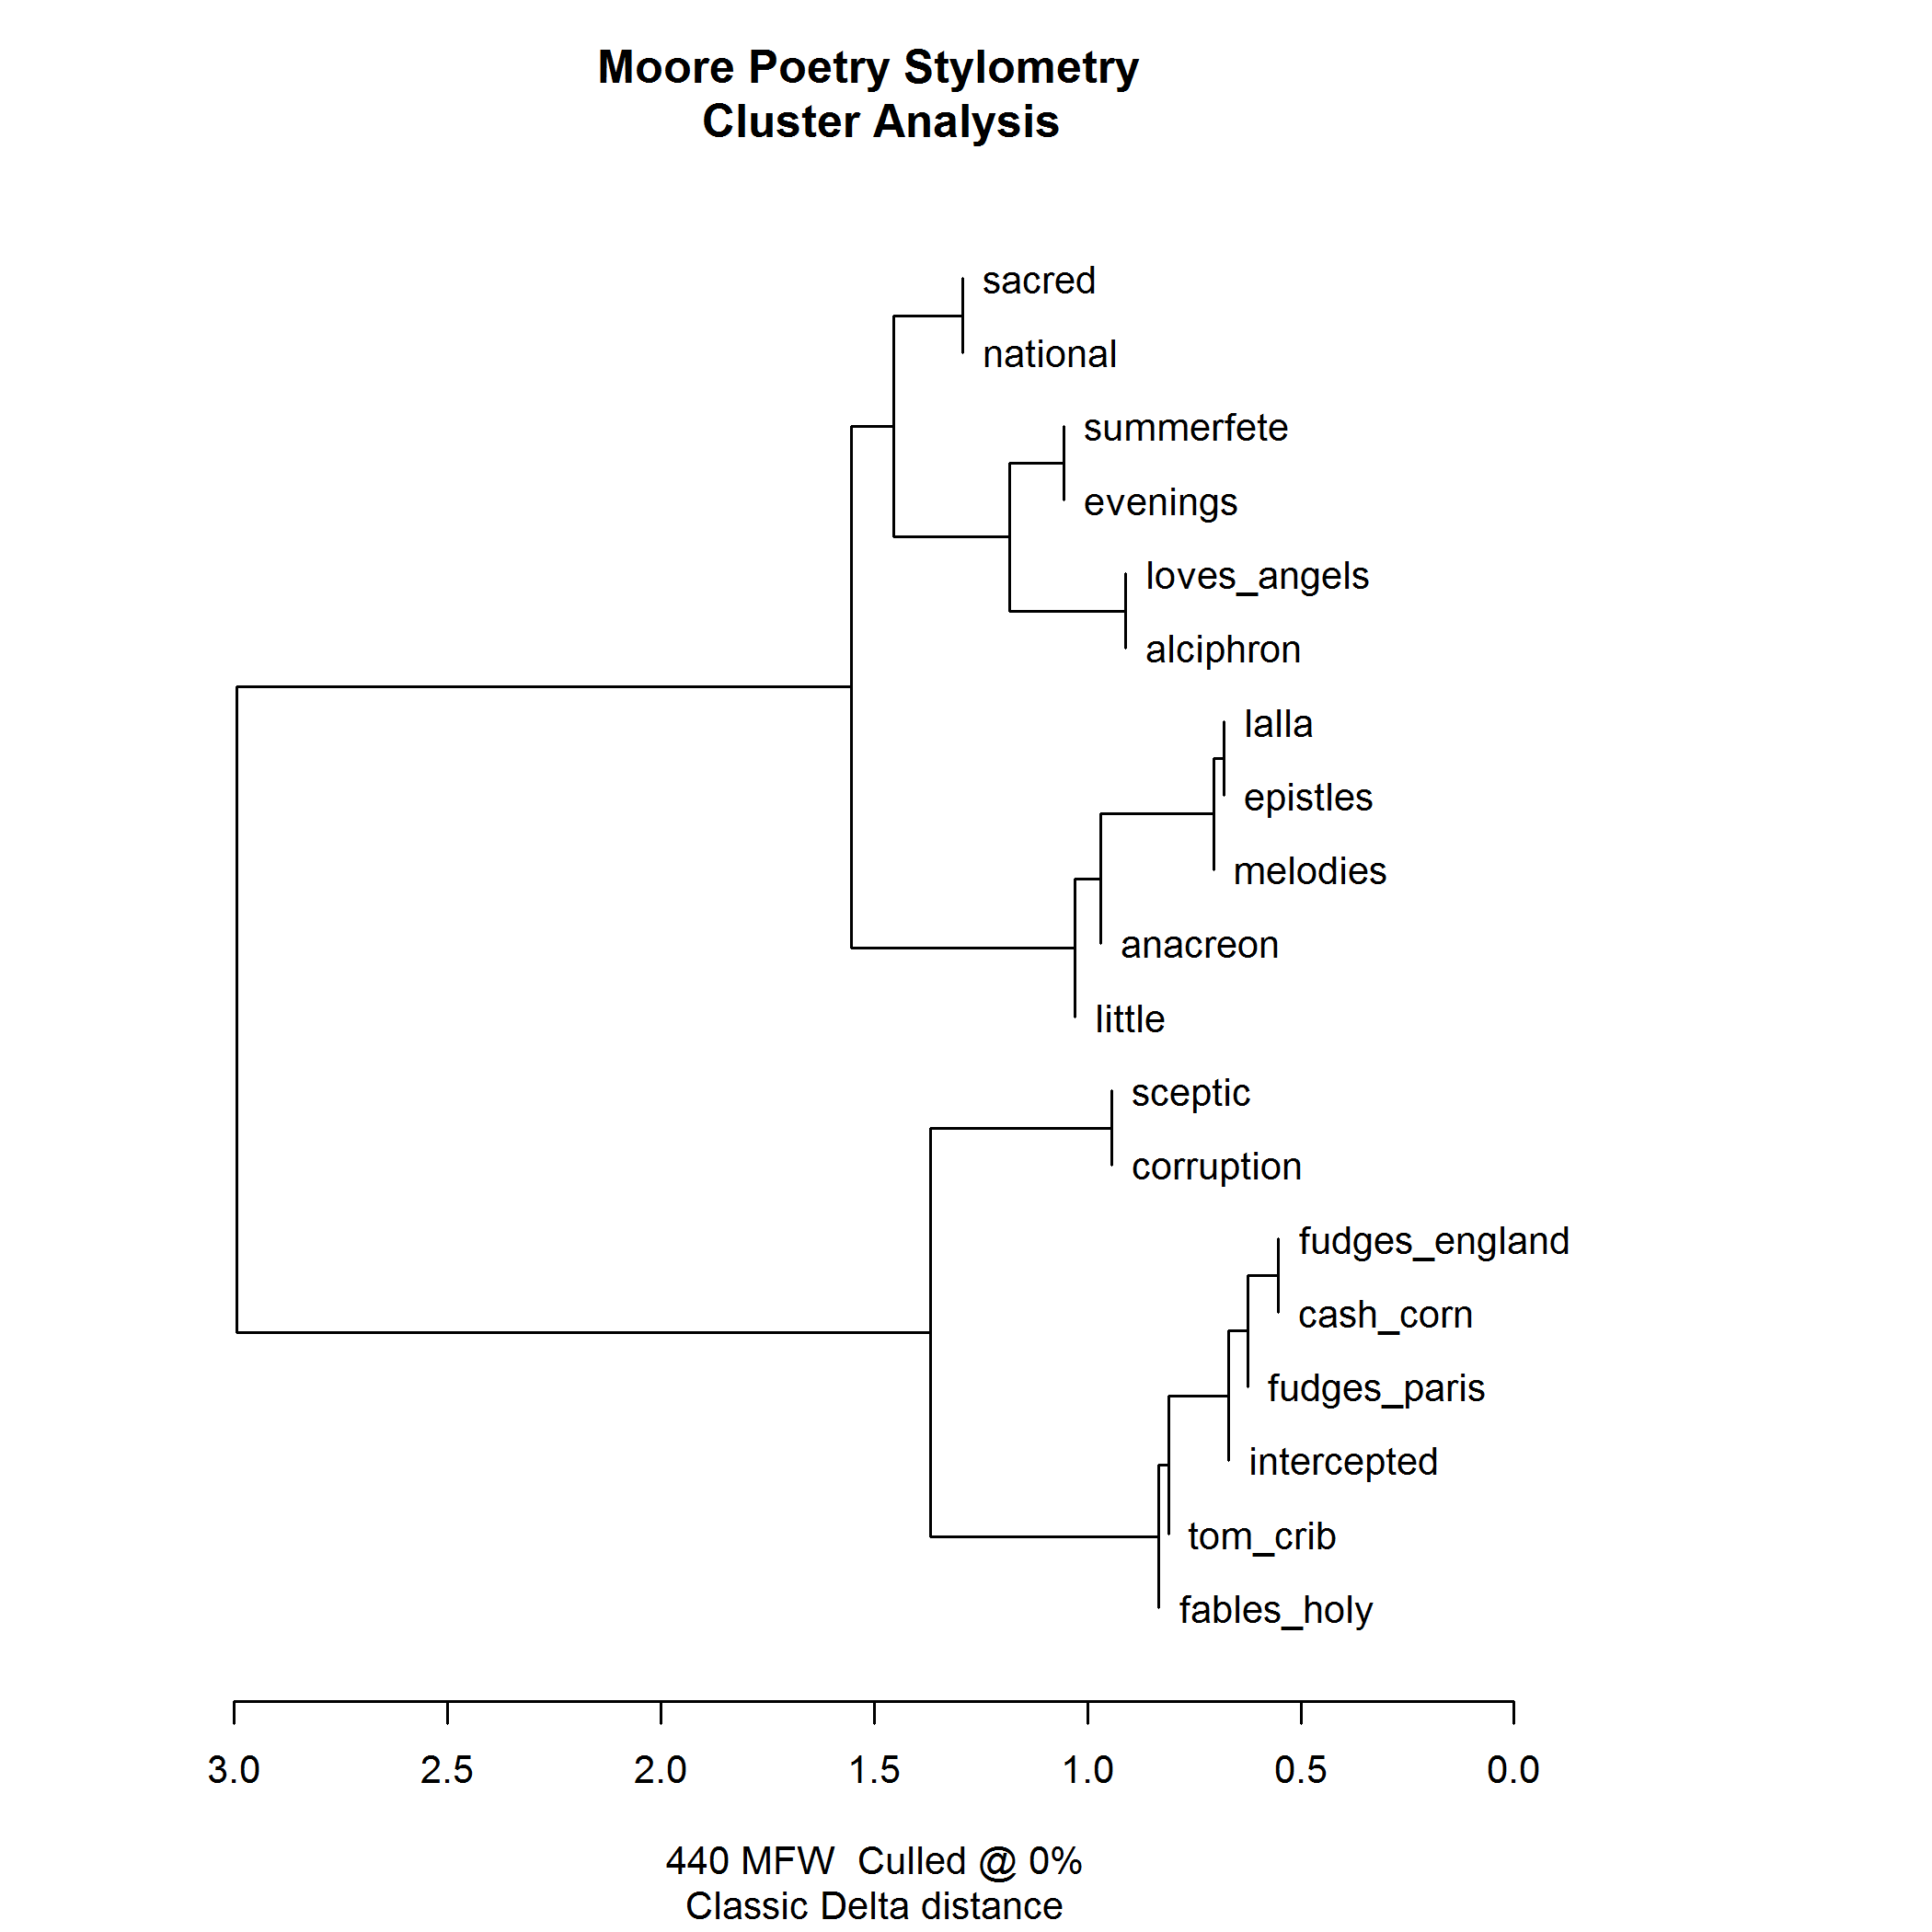 Moore Poetry Stylometry
Cluster Analysis
sacred
national
summerfete
evenings
loves_angels
alciphron
lalla
epistles
melodies
anacreon
little
sceptic
corruption
fudges_england
cash_corn
fudges_paris
intercepted
tom_crib
fables_holy
3.0 2.5 2.0 1.5 1.0 0.5 0.0
440 MFW  Culled @ 0%
Classic Delta distance